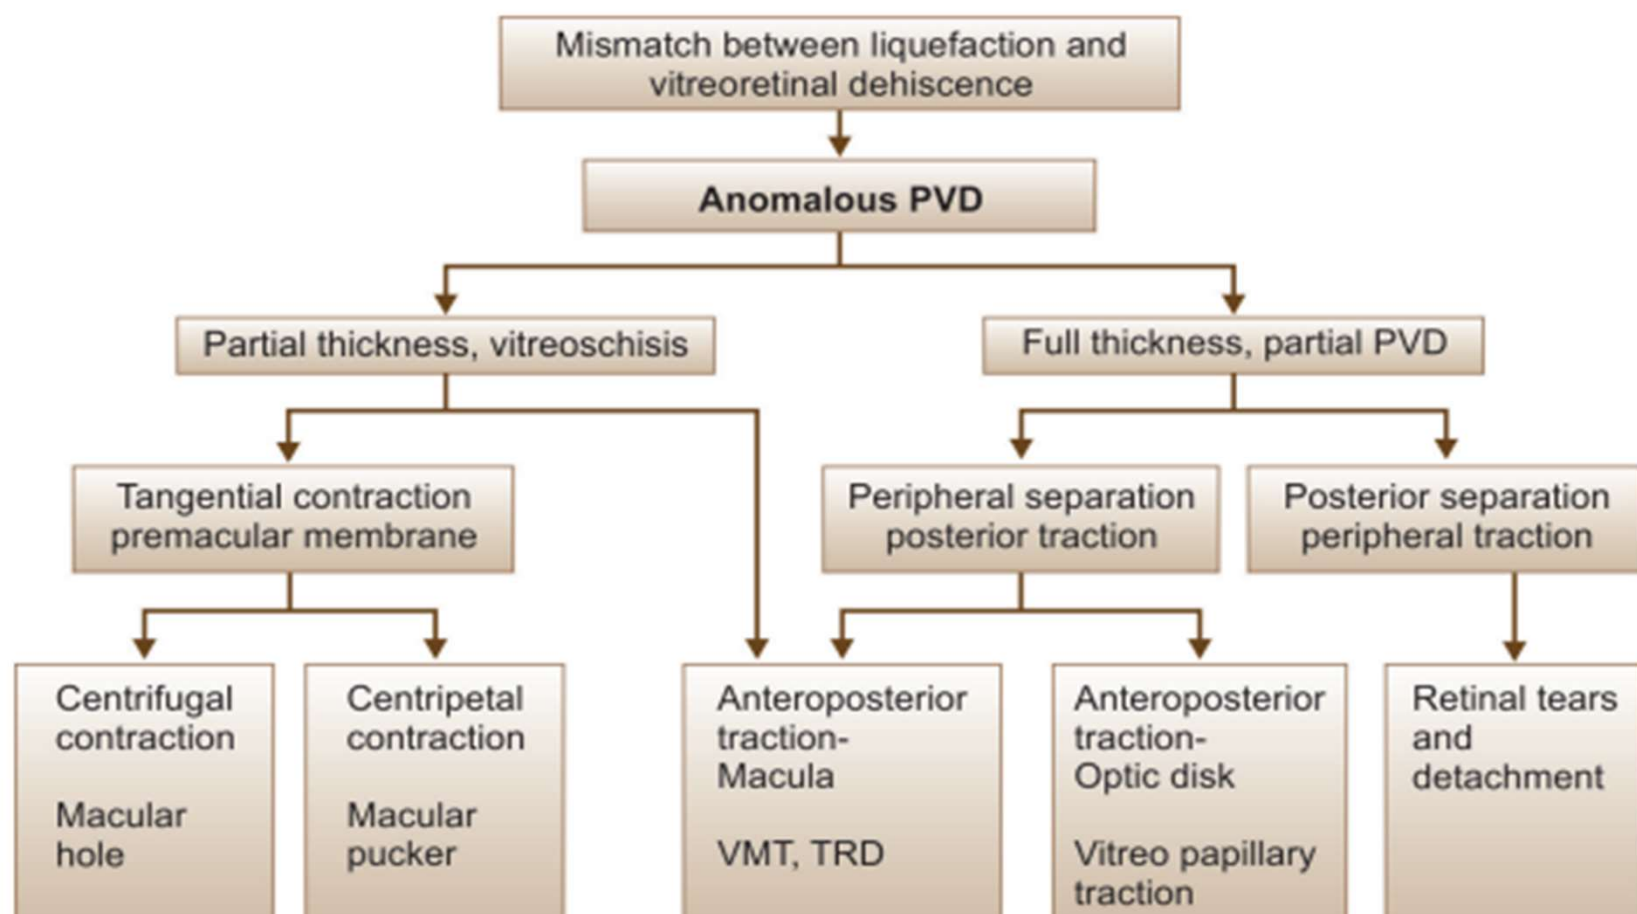 Mismatch between liquefaction and
vitreoretinal dehiscence
Anomalous PVD
Partial thickness, vitreoschisis
Full thickness, partial PVD
Tangential contraction
premacular membrane
Peripheral separation
posterior traction
Posterior separation
peripheral traction
Centrifugal
contraction
Macular
hole
Centripetal
contraction
Macular
pucker
Anteroposterior
traction-
Macula
VMT, TRD
Anteroposterior
traction-
Optic disk
Vitreo papillary
traction
Retinal tears
and
detachment